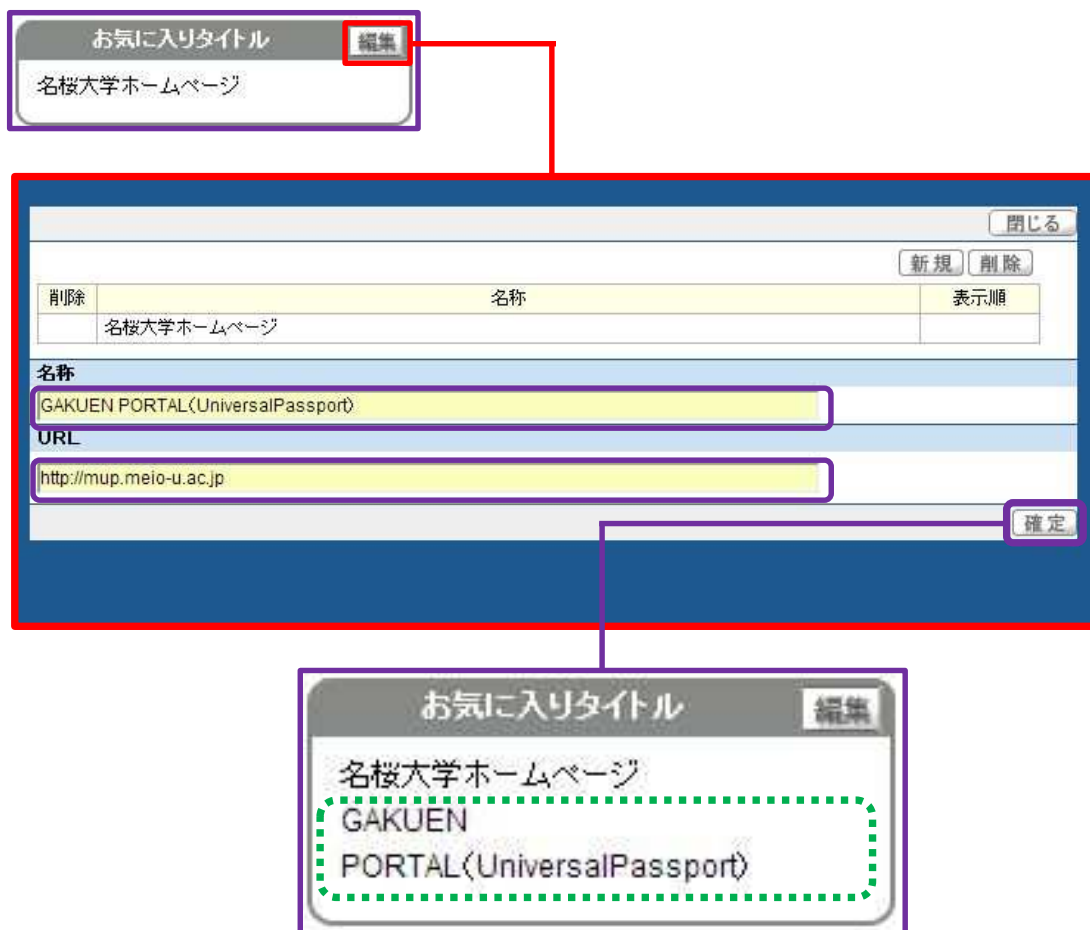 お気に入りタイトル 編集
名桜大学ホームページ
閉じる
新規 削除
削除 名称 表示順
名桜大学ホームページ
名称
GAKUEN PORTAL(UniversalPassport)
URL
http://mup.meio-u.ac.jp
確定
お気に入りタイトル 編集
名桜大学ホームページ
GAKUEN
PORTAL(UniversalPassport)